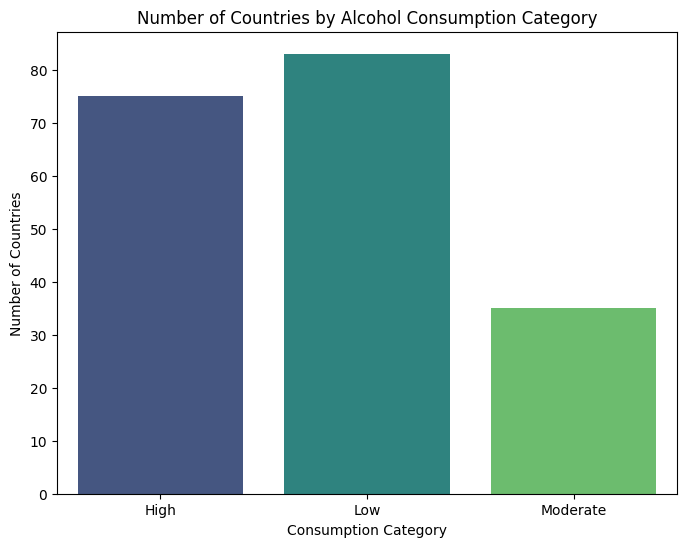 Number of Countries by Alcohol Consumption Category
Number of Countries
80
70
60
50
40
30
20
10
0
High
Low
Moderate
Consumption Category